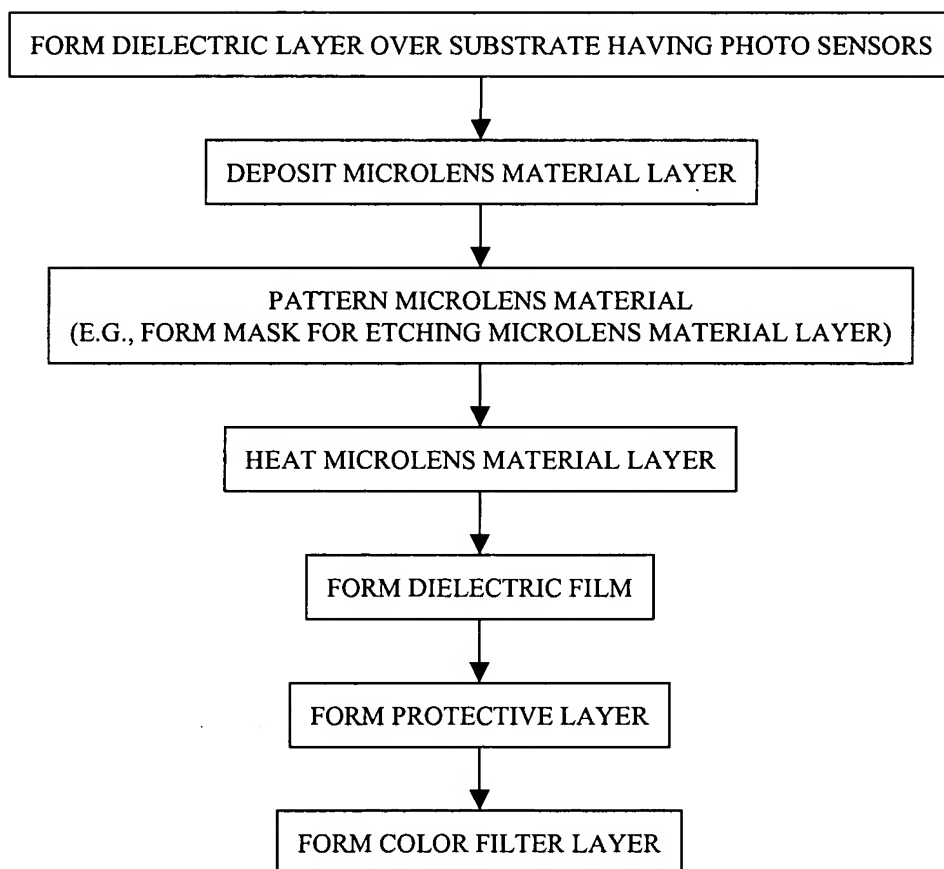 FORM DIELECTRIC LAYER OVER SUBSTRATE HAVING PHOTO SENSORS
DEPOSIT MICROLENS MATERIAL LAYER
PATTERN MICROLENS MATERIAL
(E.G., FORM MASK FOR ETCHING MICROLENS MATERIAL LAYER)
HEAT MICROLENS MATERIAL LAYER
FORM DIELECTRIC FILM
FORM PROTECTIVE LAYER
FORM COLOR FILTER LAYER